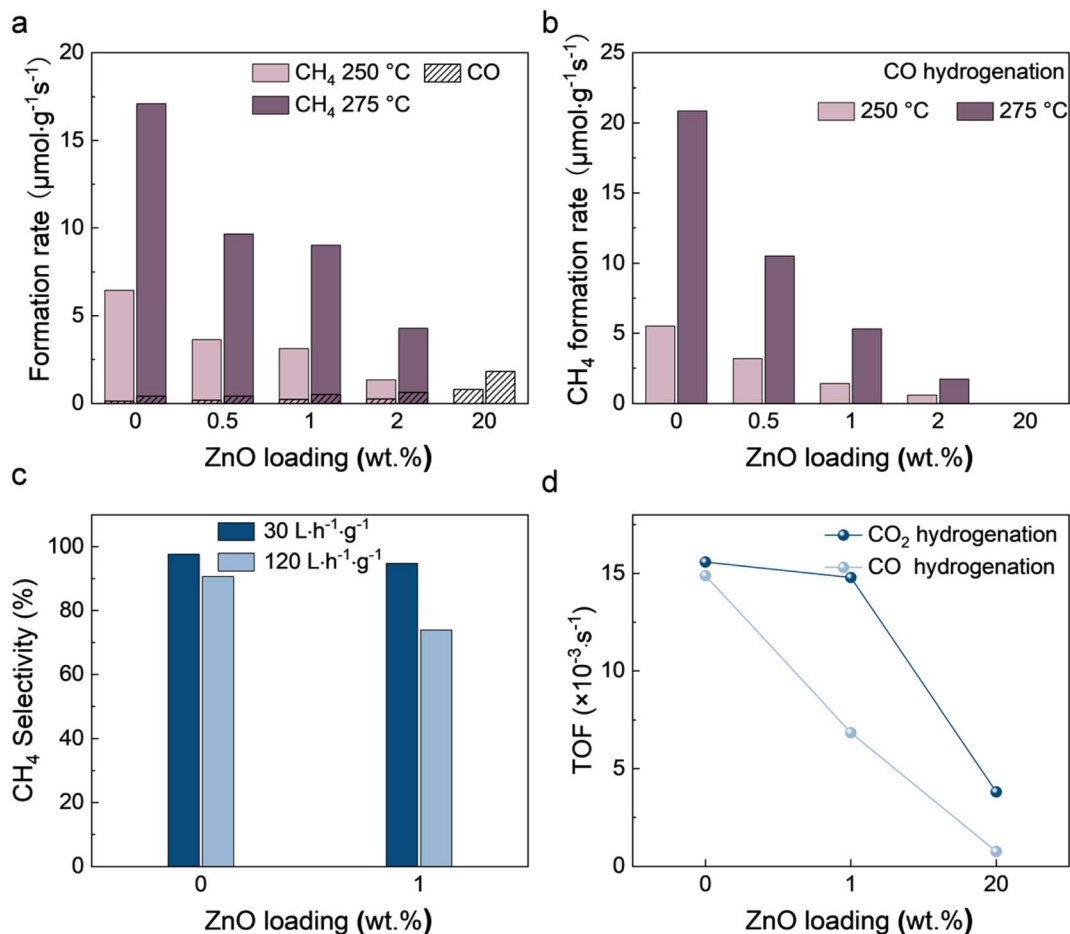 a
20
15
10
5
0
Formation rate (μmol·g⁻¹s⁻¹)
CH₄ 250 °C
CO
CH₄ 275 °C
0 0.5 1 2 20
ZnO loading (wt.%)
b
25
20
15
10
5
0
CH₄ formation rate (μmol·g⁻¹s⁻¹)
CO hydrogenation
250 °C
275 °C
0 0.5 1 2 20
ZnO loading (wt.%)
c
100
80
60
40
20
0
CH₄ Selectivity (%)
30 L·h⁻¹·g⁻¹
120 L·h⁻¹·g⁻¹
0 1
ZnO loading (wt.%)
d
15
10
5
0
TOF (×10⁻³·s⁻¹)
CO₂ hydrogenation
CO hydrogenation
0 1 20
ZnO loading (wt.%)